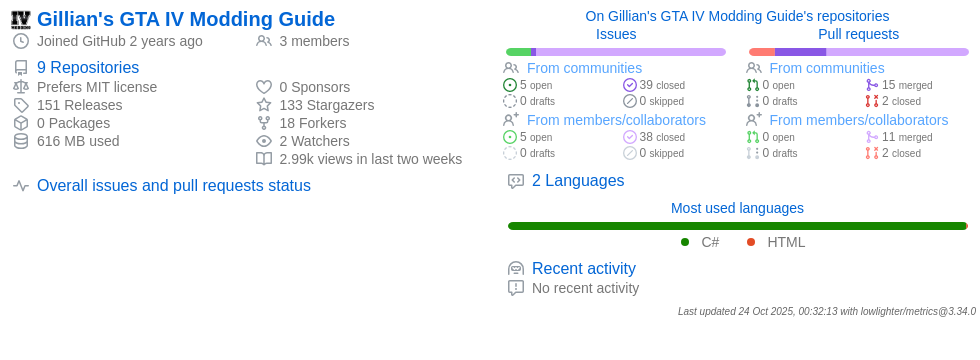 Gillian's GTA IV Modding Guide
Joined GitHub 2 years ago
3 members
9 Repositories
Prefers MIT license
0 Sponsors
151 Releases
133 Stargazers
0 Packages
18 Forkers
616 MB used
2 Watchers
2.99k views in last two weeks
Overall issues and pull requests status
On Gillian's GTA IV Modding Guide's repositories
Issues
From communities
5 open
39 closed
0 drafts
0 skipped
From members/collaborators
5 open
38 closed
0 drafts
0 skipped
Pull requests
From communities
0 open
15 merged
0 drafts
2 closed
From members/collaborators
0 open
11 merged
0 drafts
2 closed
2 Languages
Most used languages
C#
HTML
Recent activity
No recent activity
Last updated 24 Oct 2025, 00:32:13 with lowlighter/metrics@3.34.0